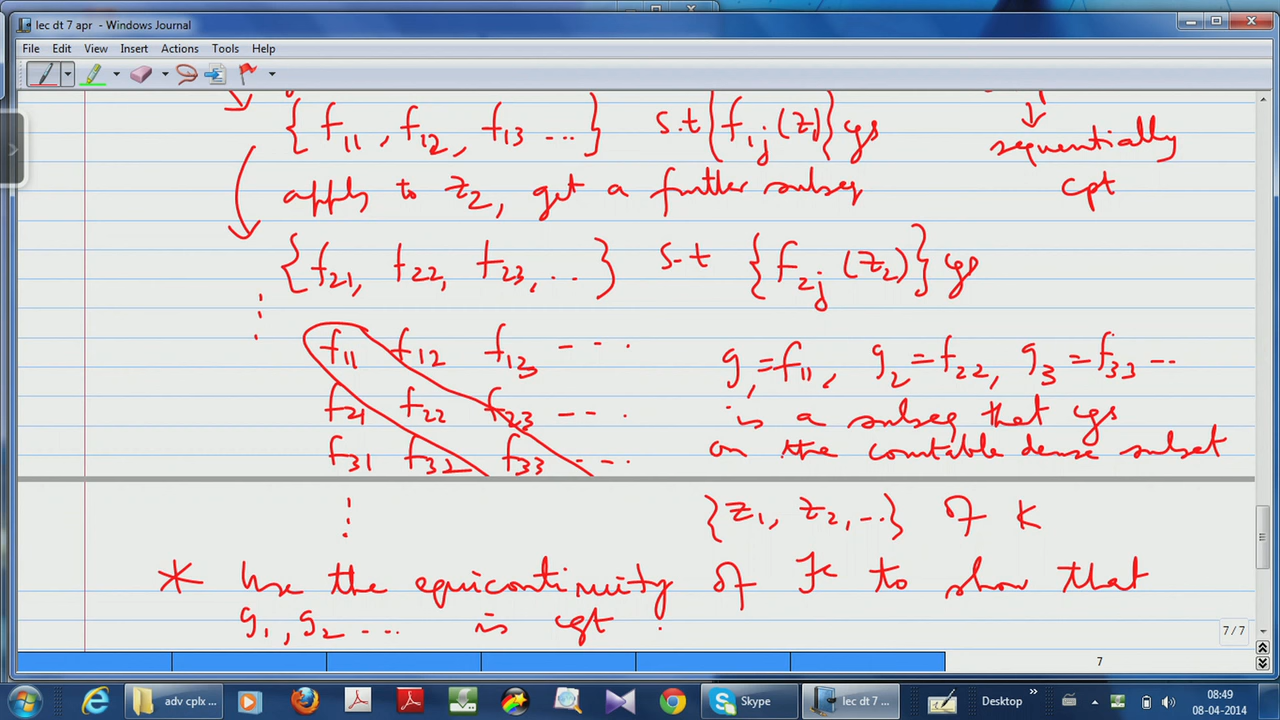 lec dt 7 apr - Windows Journal
File Edit View Insert Actions Tools Help
{ f11, f12, f13 ... } s.t {f1j(z1)} cgs
sequentially
cpt
apply to z2, get a further subseq
{f21, f22, f23, ...} s.t {f2j(z2)} cgs
f11 f12 f13 ...
g1 = f11, g2 = f22, g3 = f33 ...
f21 f22 f23 ...
is a subseq that cgs
f31 f32 f33 ...
on the countable dense subset
{z1, z2, ...} of K
* Use the equicontinuity of F to show that
g1, g2 ... is cgt.
7 / 7
7
adv cplx ...
Skype
lec dt 7 ...
Desktop
08:49
08-04-2014